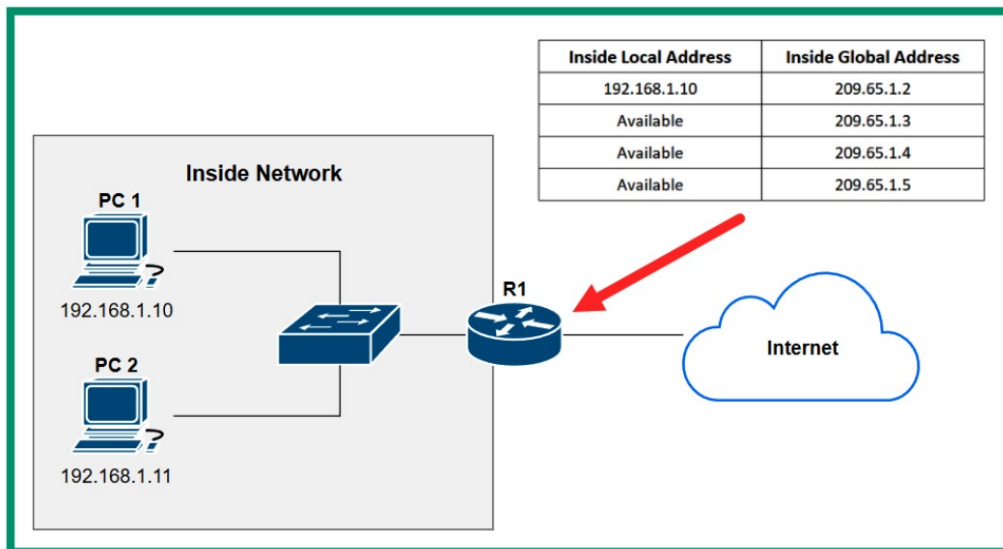 Inside Local Address Inside Global Address
192.168.1.10 209.65.1.2
Available 209.65.1.3
Available 209.65.1.4
Available 209.65.1.5
Inside Network
PC 1
192.168.1.10
PC 2
192.168.1.11
R1
Internet